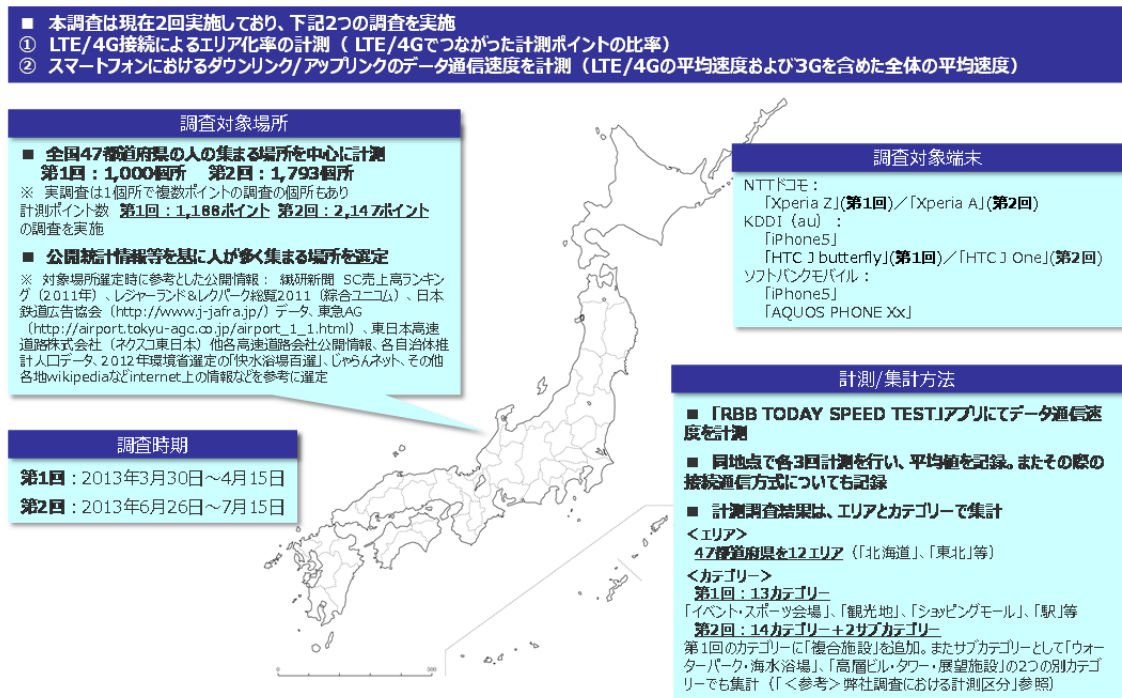 ■ 本調査は現在2回実施しており、下記2つの調査を実施
① LTE/4G接続によるエリア化率の計測（ LTE/4Gでつながった計測ポイントの比率）
② スマートフォンにおけるダウンリンク/アップリンクのデータ通信速度を計測（LTE/4Gの平均速度および3Gを含めた全体の平均速度）
調査対象場所
■ 全国47都道府県の人の集まる場所を中心に計測
第1回：1,000個所 第2回：1,793個所
※ 実調査は1個所で複数ポイントの調査の個所もあり
計測ポイント数 第1回：1,188ポイント 第2回：2,147ポイント
の調査を実施
■ 公開統計情報等を基に人が多く集まる場所を選定
※ 対象場所選定時に参考とした公開情報： 繊研新聞 SC売上高ランキン
グ（2011年）、レジャーランド&レクパーク総覧2011（綜合ユニコム）、日本
鉄道広告協会（http://www.j-jafra.jp/）データ、東急AG
（http://airport.tokyu-agc.co.jp/airport_1_1.html）、東日本高速
道路株式会社（ネクスコ東日本）他各高速道路会社公開情報、各自治体推
計人口データ、2012年環境省選定の「快水浴場百選」、じゃらんネット、その他
各地wikipediaなどinternet上の情報などを参考に選定
調査時期
第1回：2013年3月30日～4月15日
第2回：2013年6月26日～7月15日
調査対象端末
NTTドコモ：
「Xperia Z」(第1回)／「Xperia A」(第2回)
KDDI（au）：
「iPhone5」
「HTC J butterfly」(第1回)／「HTC J One」(第2回)
ソフトバンクモバイル：
「iPhone5」
「AQUOS PHONE Xx」
計測/集計方法
■ 「RBB TODAY SPEED TEST」アプリにてデータ通信速
度を計測
■ 同地点で各3回計測を行い、平均値を記録。またその際の
接続通信方式についても記録
■ 計測調査結果は、エリアとカテゴリーで集計
＜エリア＞
47都道府県を12エリア（「北海道」、「東北」等）
＜カテゴリー＞
第1回：13カテゴリー
「イベント・スポーツ会場」、「観光地」、「ショッピングモール」、「駅」等
第2回：14カテゴリー＋2サブカテゴリー
第1回のカテゴリーに「複合施設」を追加。またサブカテゴリーとして「ウォー
ターパーク・海水浴場」、「高層ビル・タワー・展望施設」の2つの別カテゴ
リーでも集計（「＜参考＞弊社調査における計測区分」参照）
0 300